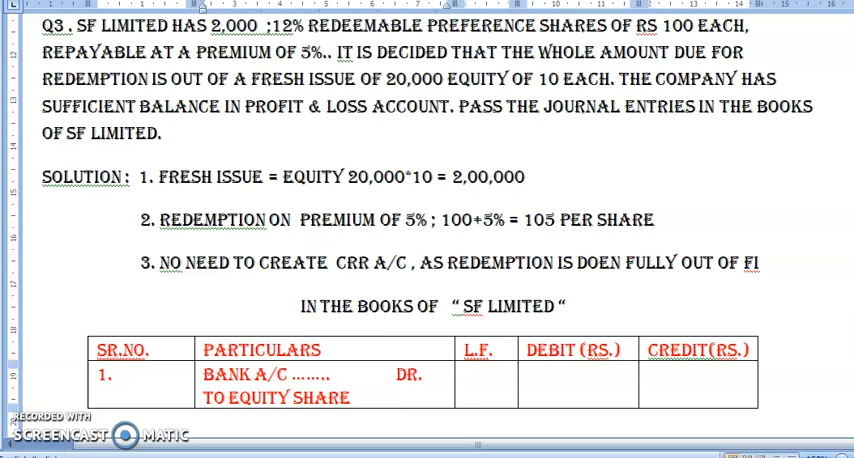 Q3 . SF LIMITED HAS 2,000 ;12% REDEEMABLE PREFERENCE SHARES OF RS 100 EACH,
REPAYABLE AT A PREMIUM OF 5%.. IT IS DECIDED THAT THE WHOLE AMOUNT DUE FOR
REDEMPTION IS OUT OF A FRESH ISSUE OF 20,000 EQUITY OF 10 EACH. THE COMPANY HAS
SUFFICIENT BALANCE IN PROFIT & LOSS ACCOUNT. PASS THE JOURNAL ENTRIES IN THE BOOKS
OF SF LIMITED.
SOLUTION : 1. FRESH ISSUE = EQUITY 20,000*10 = 2,00,000
2. REDEMPTION ON PREMIUM OF 5% ; 100+5% = 105 PER SHARE
3. NO NEED TO CREATE CRR A/C , AS REDEMPTION IS DOEN FULLY OUT OF FI
IN THE BOOKS OF " SF LIMITED "
SR.NO. PARTICULARS L.F. DEBIT (RS.) CREDIT(RS.)
1. BANK A/C ........ DR.
TO EQUITY SHARE
RECORDED WITH
SCREENCAST MATIC